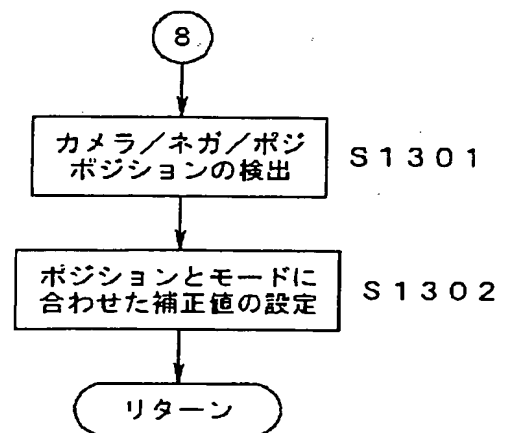 8
カメラ/ネガ/ポジ
ポジションの検出
S1301
ポジションとモードに
合わせた補正値の設定
S1302
リターン